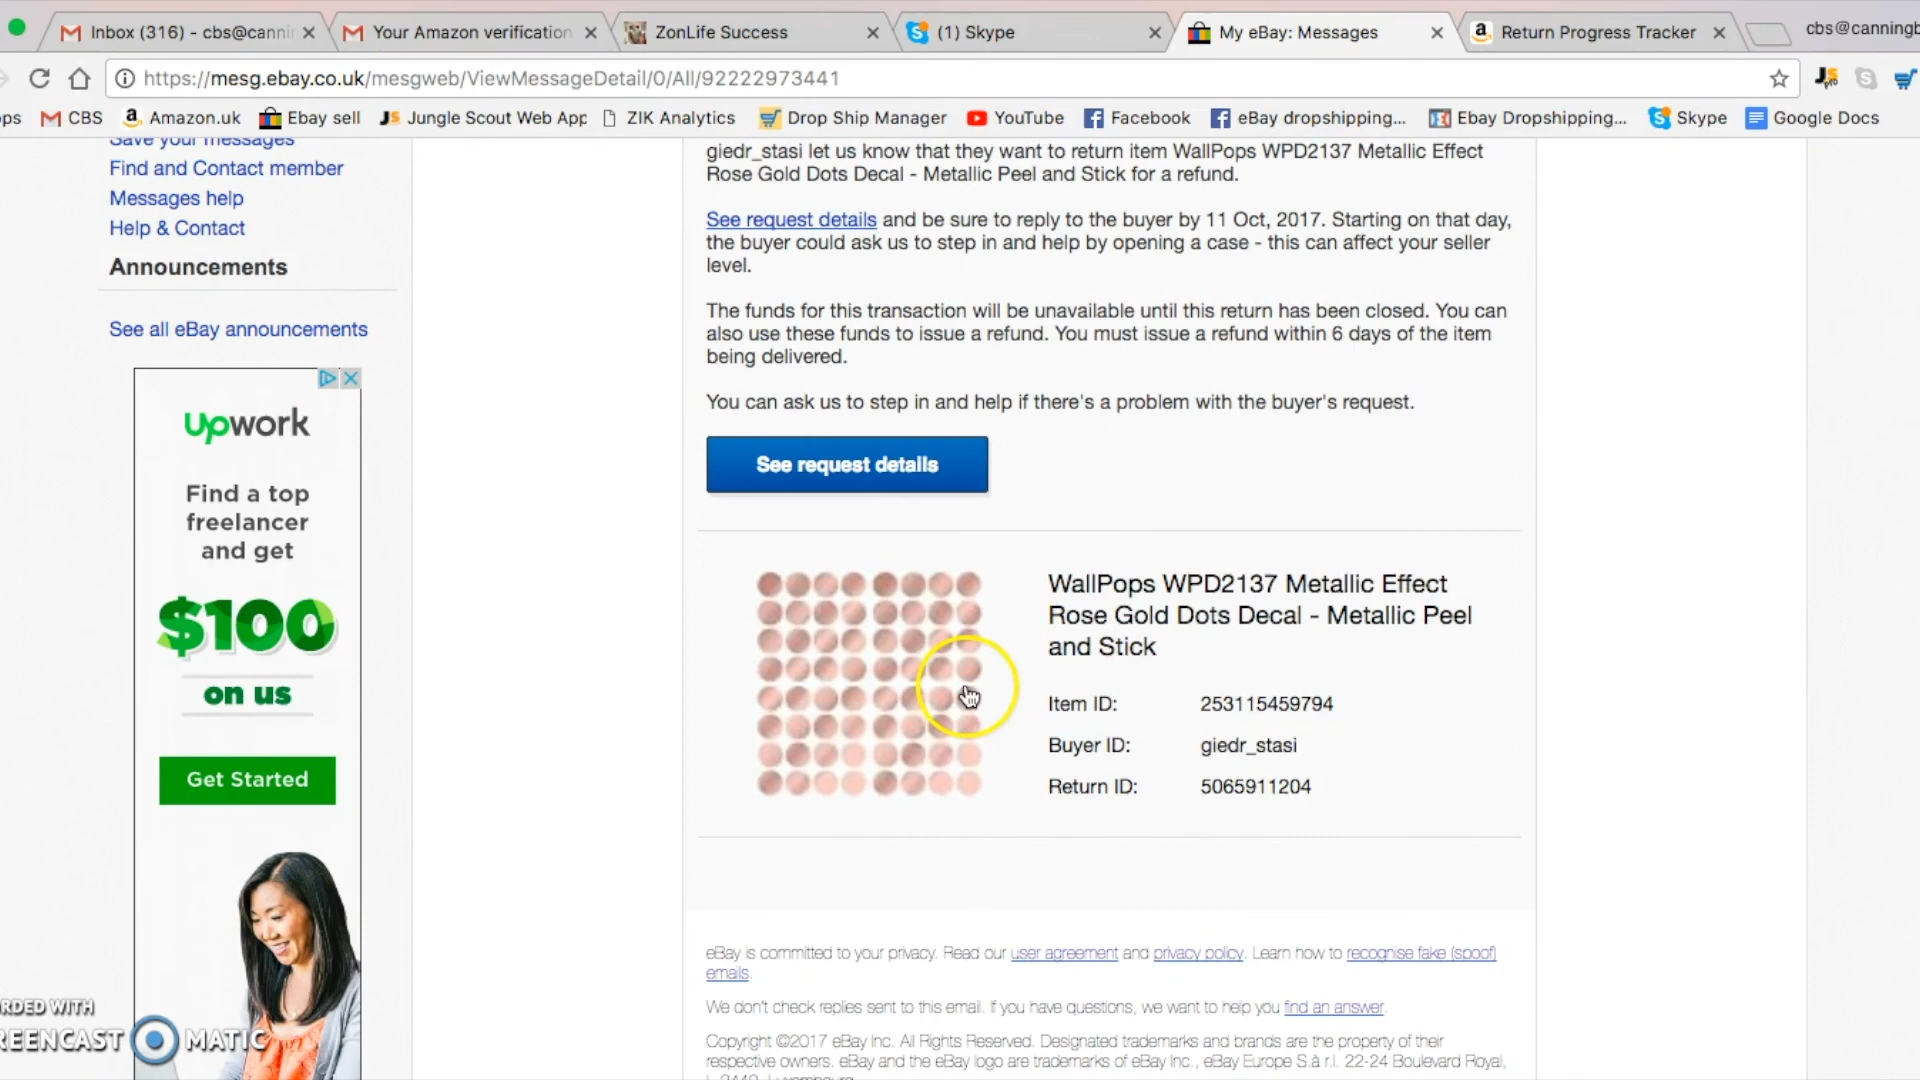 Inbox (316) - cbs@canni
Your Amazon verification
ZonLife Success
(1) Skype
My eBay: Messages
Return Progress Tracker
cbs@canningb
https://mesg.ebay.co.uk/mesgweb/ViewMessageDetail/0/All/92222973441
ps
CBS
Amazon.uk
Ebay sell
Jungle Scout Web App
ZIK Analytics
Drop Ship Manager
YouTube
Facebook
eBay dropshipping...
Ebay Dropshipping...
Skype
Google Docs
Save your messages
Find and Contact member
Messages help
Help & Contact
Announcements
See all eBay announcements
upwork
Find a top
freelancer
and get
$100
on us
Get Started
giedr_stasi let us know that they want to return item WallPops WPD2137 Metallic Effect
Rose Gold Dots Decal - Metallic Peel and Stick for a refund.
See request details and be sure to reply to the buyer by 11 Oct, 2017. Starting on that day,
the buyer could ask us to step in and help by opening a case - this can affect your seller
level.
The funds for this transaction will be unavailable until this return has been closed. You can
also use these funds to issue a refund. You must issue a refund within 6 days of the item
being delivered.
You can ask us to step in and help if there's a problem with the buyer's request.
See request details
WallPops WPD2137 Metallic Effect
Rose Gold Dots Decal - Metallic Peel
and Stick
Item ID: 253115459794
Buyer ID: giedr_stasi
Return ID: 5065911204
eBay is committed to your privacy. Read our user agreement and privacy policy. Learn how to recognise fake (spoof)
emails.
We don't check replies sent to this email. If you have questions, we want to help you find an answer.
Copyright ©2017 eBay Inc. All Rights Reserved. Designated trademarks and brands are the property of their
respective owners. eBay and the eBay logo are trademarks of eBay Inc., eBay Europe S.à r.l. 22-24 Boulevard Royal,
RDED WITH
REENCAST MATIC